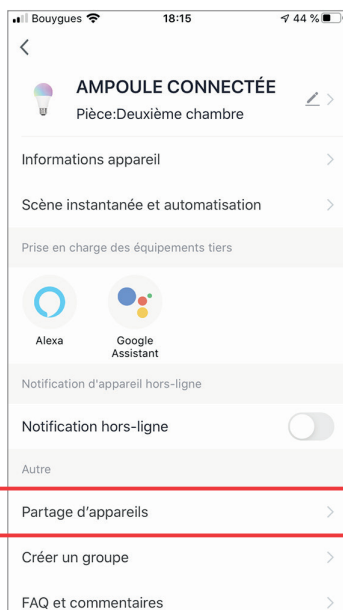 Bouygues 18:15 44 %
AMPOULE CONNECTÉE
Pièce:Deuxième chambre
Informations appareil
Scène instantanée et automatisation
Prise en charge des équipements tiers
Alexa
Google
Assistant
Notification d'appareil hors-ligne
Notification hors-ligne
Autre
Partage d’appareils
Créer un groupe
FAQ et commentaires